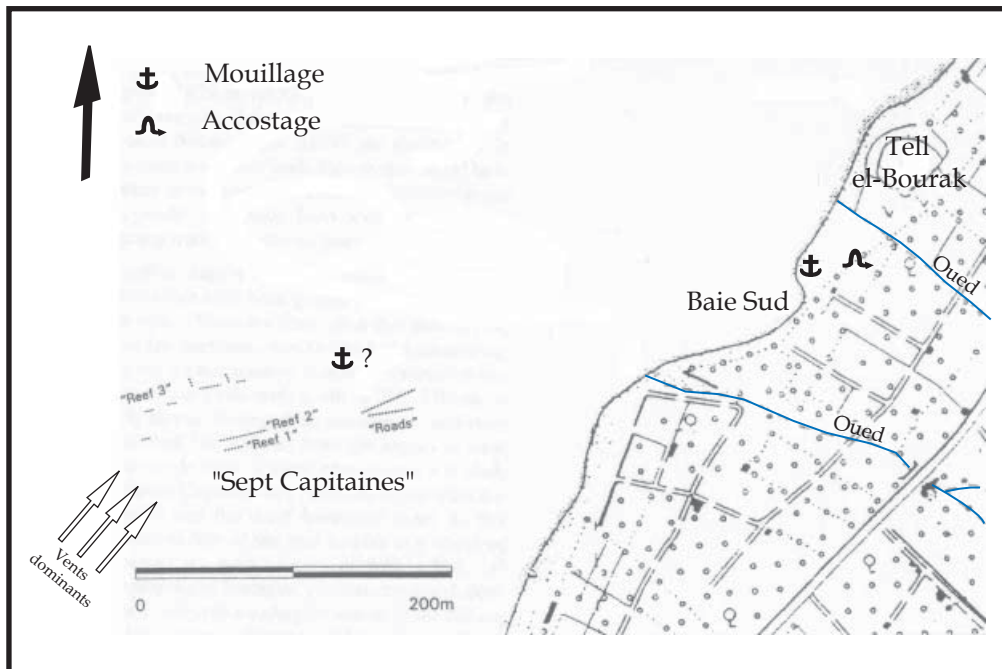 Mouillage
Accostage
Tell
el-Bourak
Oued
Baie Sud
?
"Reef 3"
1
"Reef 2"
"Reef 1"
"Roads"
Oued
"Sept Capitaines"
Vents
dominants
0
200m